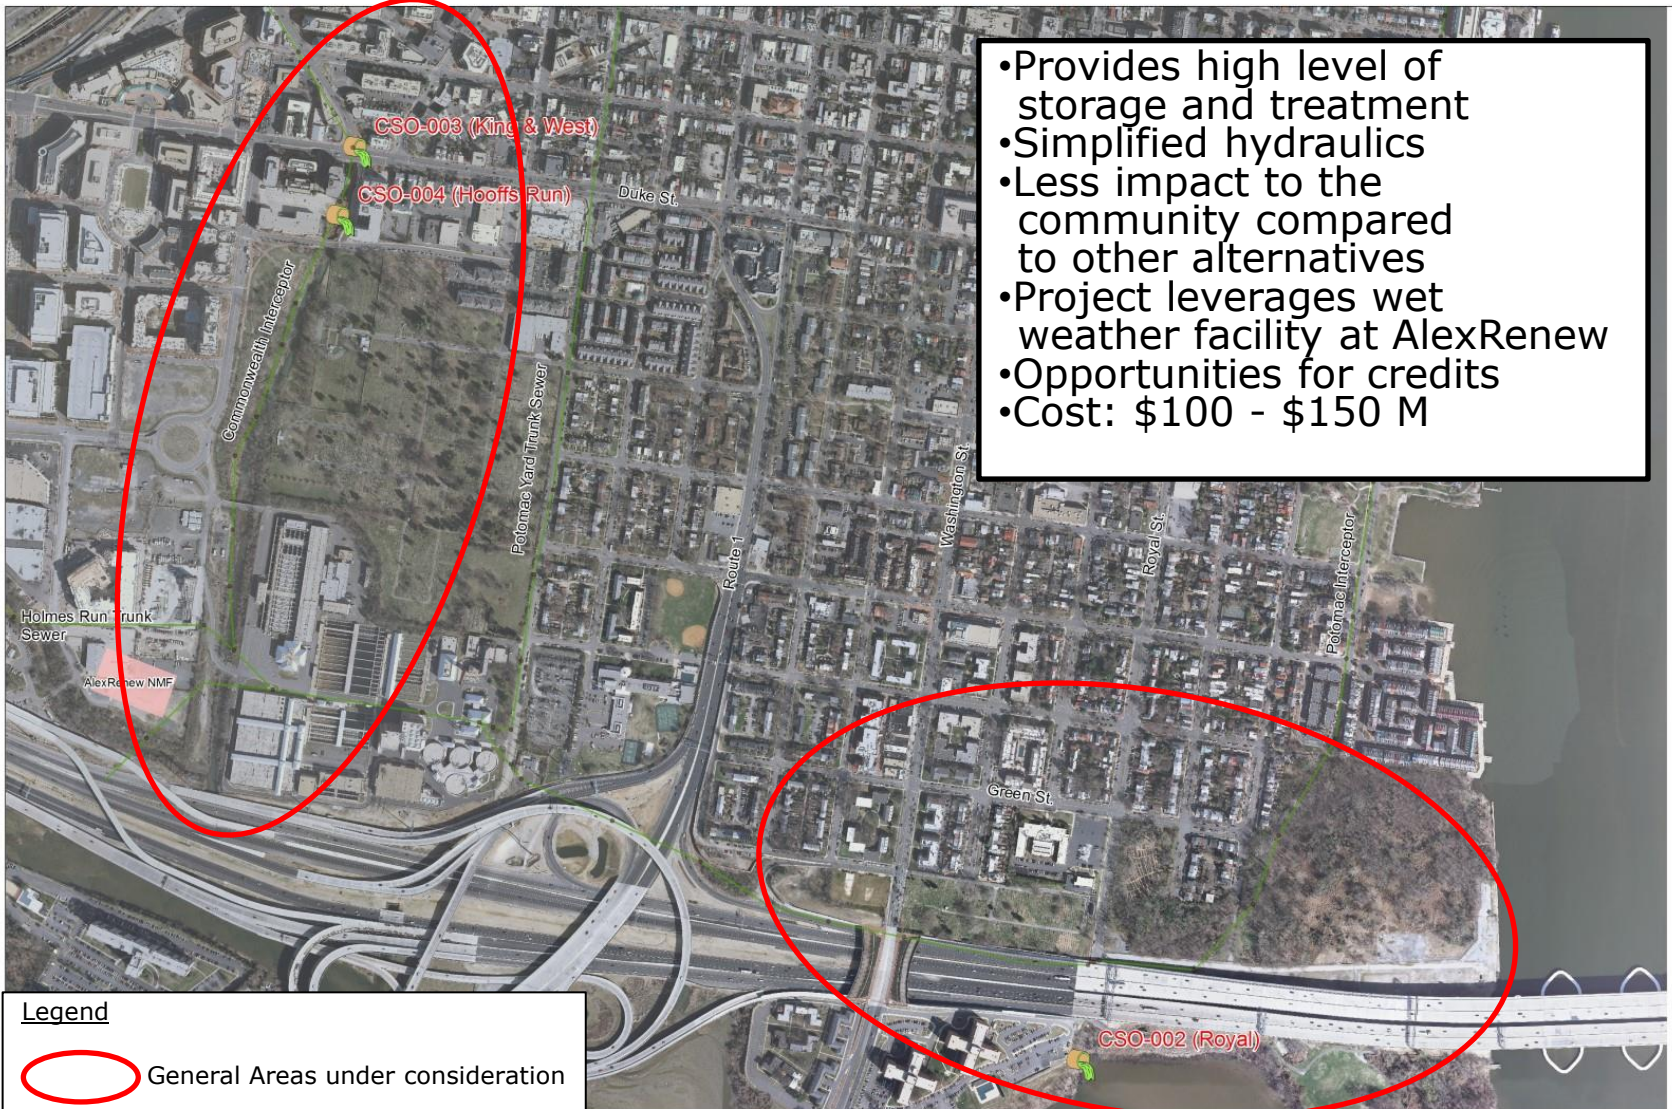 •Provides high level of
storage and treatment
•Simplified hydraulics
•Less impact to the
community compared
to other alternatives
•Project leverages wet
weather facility at AlexRenew
•Opportunities for credits
•Cost: $100 - $150 M
CSO-003 (King & West)
CSO-004 (Hooffs Run)
Duke St.
Commonwealth Interceptor
Potomac Yard Trunk Sewer
Route 1
Washington St.
Royal St.
Potomac Interceptor
Holmes Run Trunk
Sewer
AlexRenew NMF
Green St.
CSO-002 (Royal)
Legend
General Areas under consideration